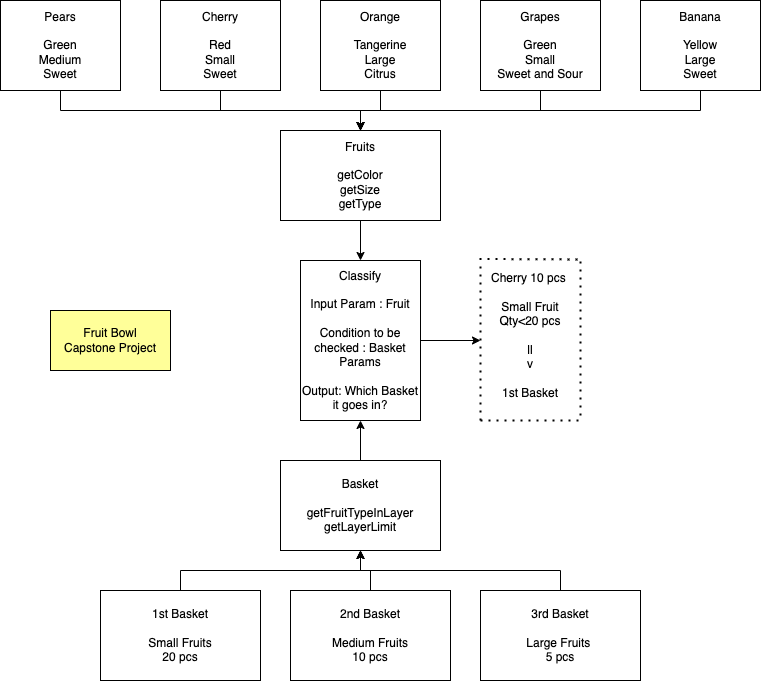 Pears
Green
Medium
Sweet
Cherry
Red
Small
Sweet
Orange
Tangerine
Large
Citrus
Grapes
Green
Small
Sweet and Sour
Banana
Yellow
Large
Sweet
Fruits
getColor
getSize
getType
Classify
Input Param : Fruit
Condition to be
checked : Basket
Params
Output: Which Basket
it goes in?
Cherry 10 pcs
Small Fruit
Qty<20 pcs
||
v
1st Basket
Fruit Bowl
Capstone Project
Basket
getFruitTypeInLayer
getLayerLimit
1st Basket
Small Fruits
20 pcs
2nd Basket
Medium Fruits
10 pcs
3rd Basket
Large Fruits
5 pcs